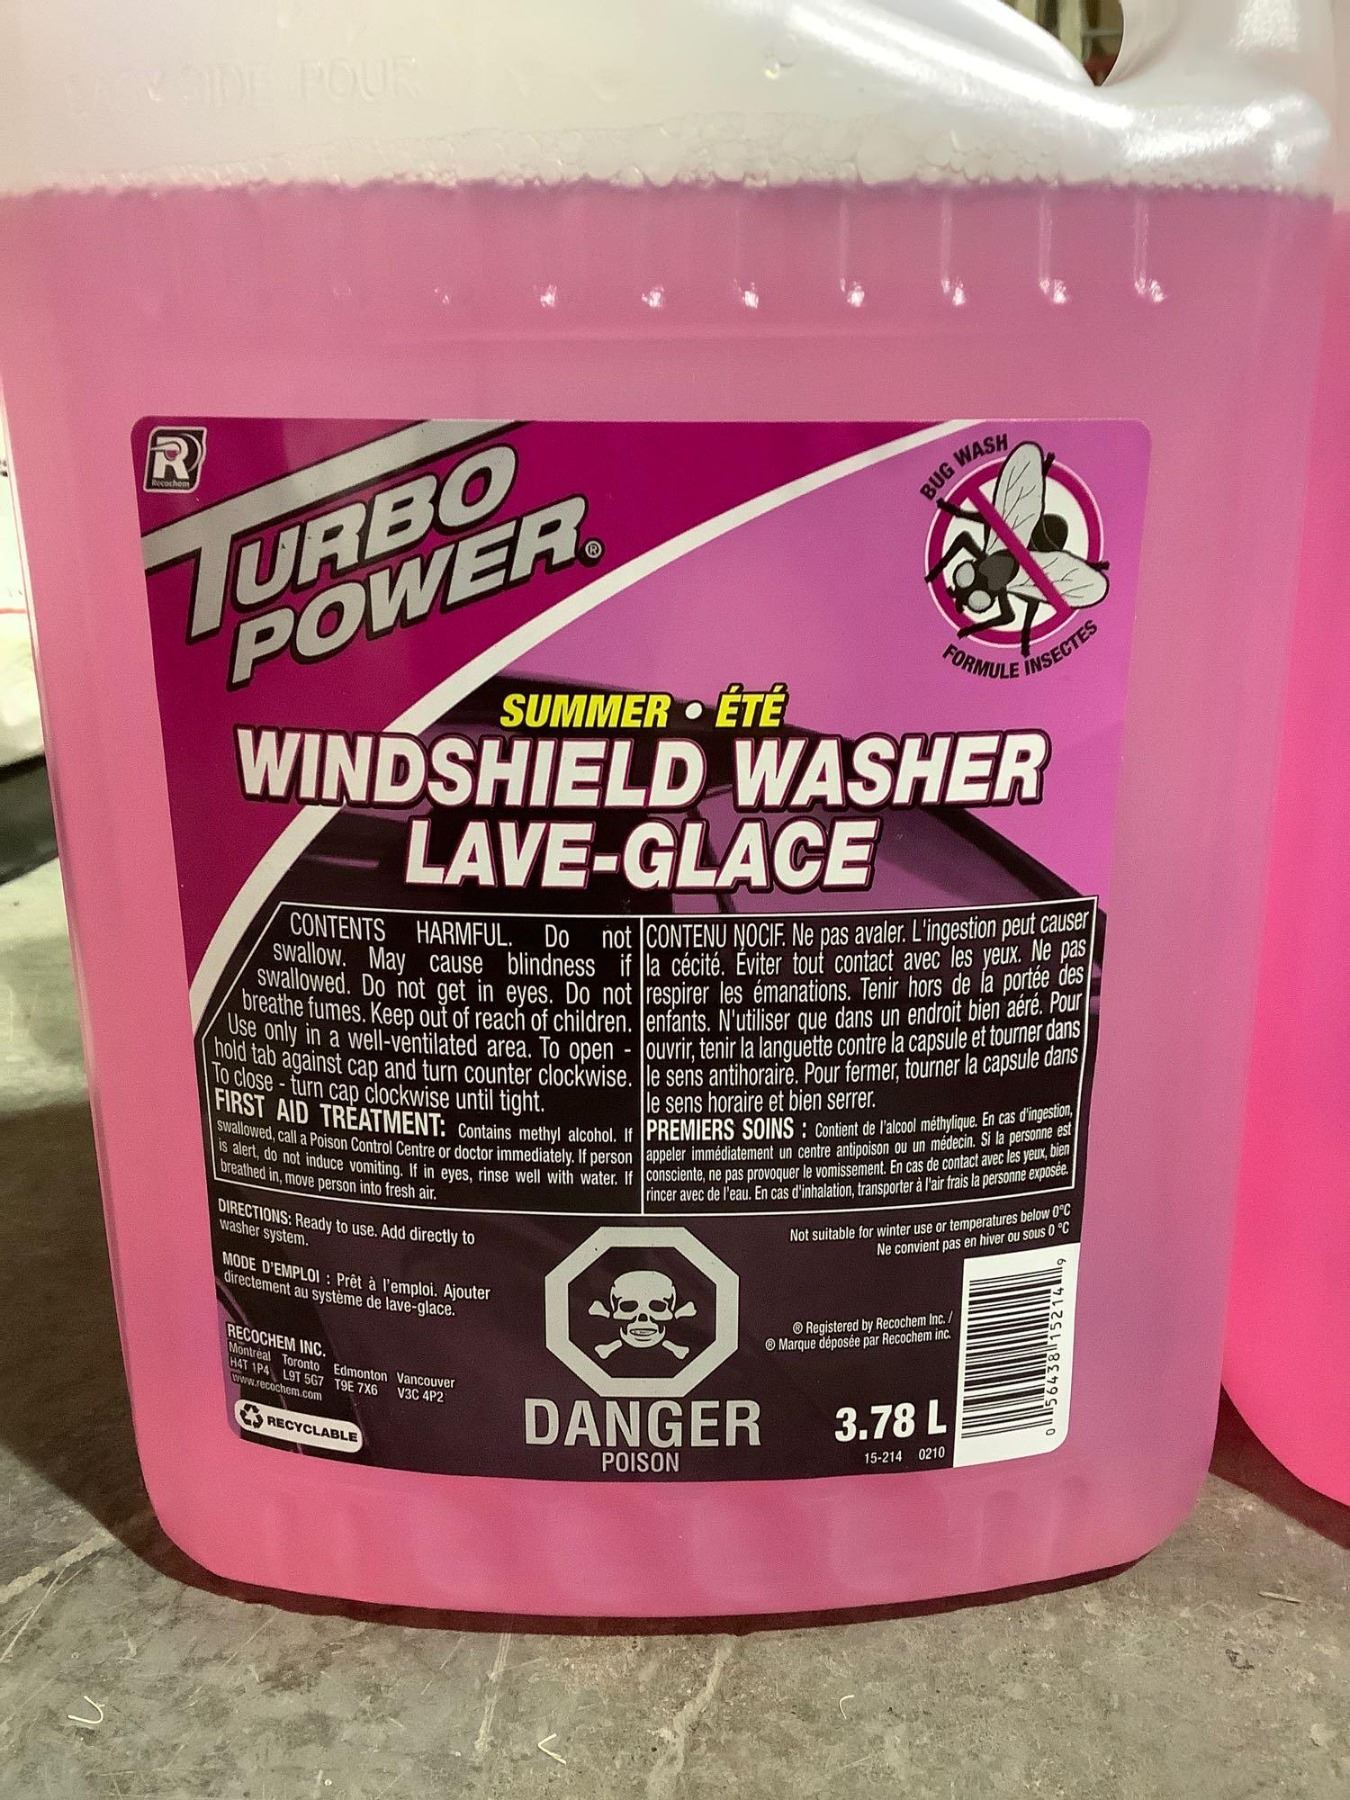 EASY SIDE POUR
R
Recochem
TURBO
POWER®
BUG WASH
FORMULE INSECTES
SUMMER • ÉTÉ
WINDSHIELD WASHER
LAVE-GLACE
CONTENTS HARMFUL. Do not
swallow. May cause blindness if
swallowed. Do not get in eyes. Do not
breathe fumes. Keep out of reach of children.
Use only in a well-ventilated area. To open -
hold tab against cap and turn counter clockwise.
To close - turn cap clockwise until tight.
FIRST AID TREATMENT: Contains methyl alcohol. If
swallowed, call a Poison Control Centre or doctor immediately. If person
is alert, do not induce vomiting. If in eyes, rinse well with water. If
breathed in, move person into fresh air.
CONTENU NOCIF. Ne pas avaler. L'ingestion peut causer
la cécité. Éviter tout contact avec les yeux. Ne pas
respirer les émanations. Tenir hors de la portée des
enfants. N'utiliser que dans un endroit bien aéré. Pour
ouvrir, tenir la languette contre la capsule et tourner dans
le sens antihoraire. Pour fermer, tourner la capsule dans
le sens horaire et bien serrer.
PREMIERS SOINS : Contient de l'alcool méthylique. En cas d'ingestion,
appeler immédiatement un centre antipoison ou un médecin. Si la personne est
consciente, ne pas provoquer le vomissement. En cas de contact avec les yeux, bien
rincer avec de l'eau. En cas d'inhalation, transporter à l'air frais la personne exposée.
DIRECTIONS: Ready to use. Add directly to
washer system.
MODE D'EMPLOI : Prêt à l'emploi. Ajouter
directement au système de lave-glace.
Not suitable for winter use or temperatures below 0°C
Ne convient pas en hiver ou sous 0 °C
® Registered by Recochem Inc. /
® Marque déposée par Recochem inc.
RECOCHEM INC.
Montréal Toronto Edmonton Vancouver
H4T 1P4 L9T 5G7 T9E 7X6 V3C 4P2
www.recochem.com
RECYCLABLE
DANGER
POISON
3.78 L
15-214 0210
0 56438 15214 9